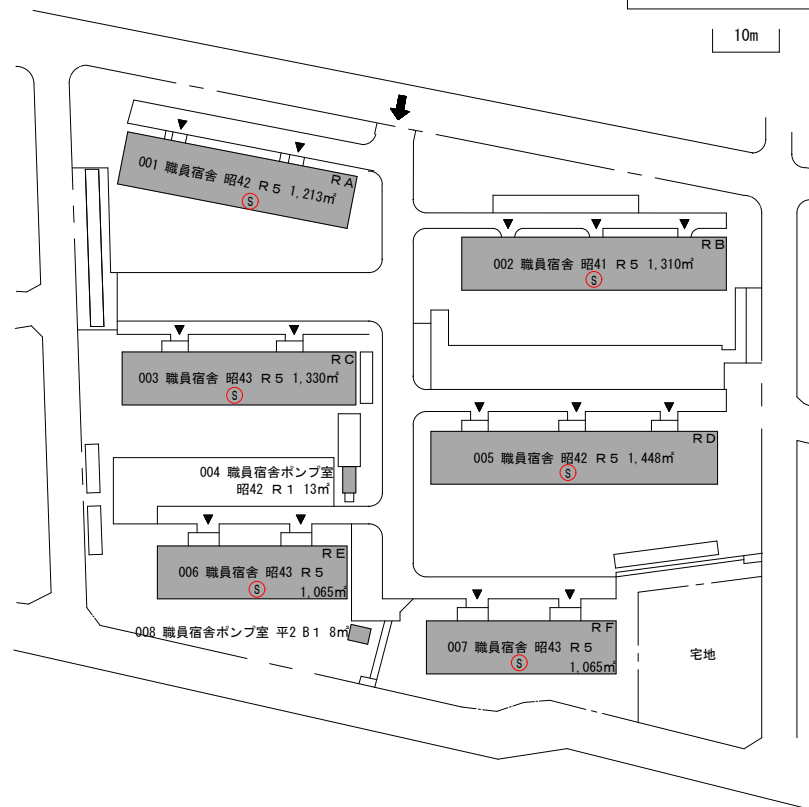 10m
RA
001 職員宿舎 昭42 R5 1,213㎡
S
RB
002 職員宿舎 昭41 R5 1,310㎡
S
RC
003 職員宿舎 昭43 R5 1,330㎡
S
RD
005 職員宿舎 昭42 R5 1,448㎡
S
004 職員宿舎ポンプ室
昭42 R1 13㎡
RE
006 職員宿舎 昭43 R5
1,065㎡
S
008 職員宿舎ポンプ室 平2 B1 8㎡
RF
007 職員宿舎 昭43 R5
1,065㎡
S
宅地